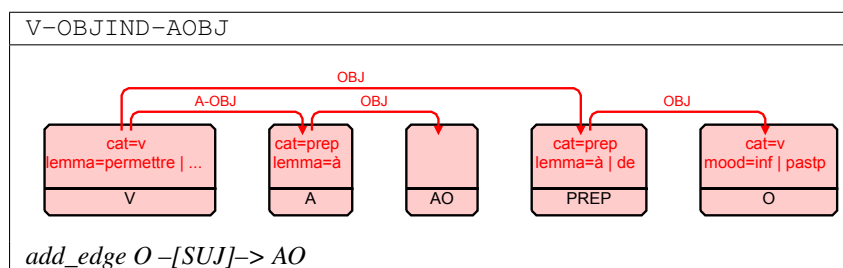 V-OBJIND-AOBJ
OBJ
A-OBJ OBJ OBJ
cat=v cat=prep cat=prep cat=v
lemma=permettre | ... lemma=à lemma=à | de mood=inf | pastp
V A AO PREP O
add_edge O –[SUJ]–> AO